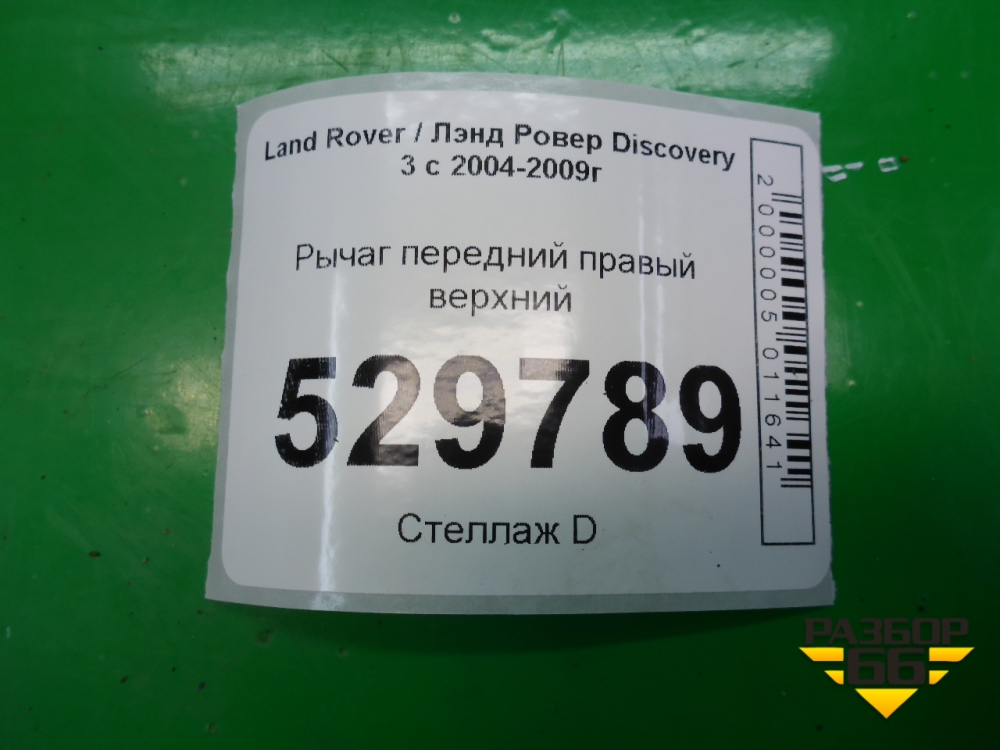 Land Rover / Лэнд Ровер Discovery
3 с 2004-2009г
Рычаг передний правый
верхний
529789
Стеллаж D
2000005011641
РАЗБОР
66